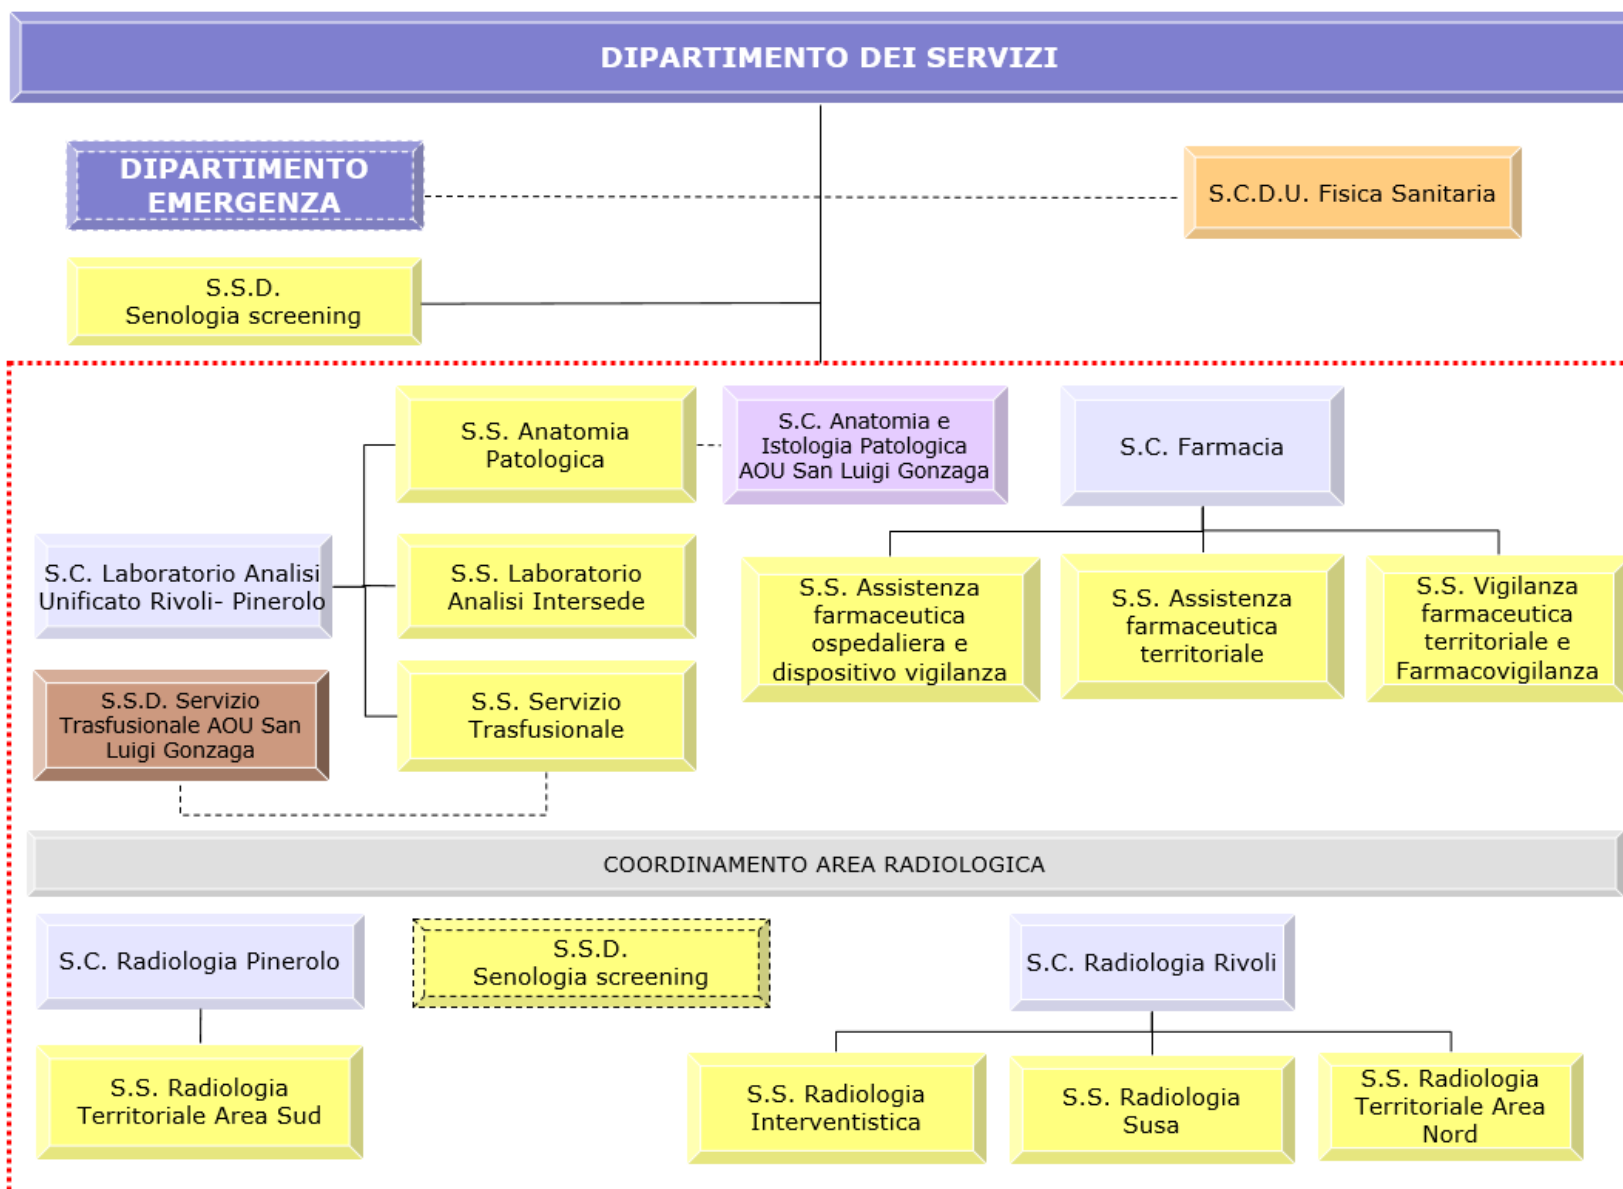 DIPARTIMENTO DEI SERVIZI
DIPARTIMENTO
EMERGENZA
S.C.D.U. Fisica Sanitaria
S.S.D.
Senologia screening
S.S. Anatomia
Patologica
S.C. Anatomia e
Istologia Patologica
AOU San Luigi Gonzaga
S.C. Farmacia
S.C. Laboratorio Analisi
Unificato Rivoli- Pinerolo
S.S. Laboratorio
Analisi Intersede
S.S. Assistenza
farmaceutica
ospedaliera e
dispositivo vigilanza
S.S. Assistenza
farmaceutica
territoriale
S.S. Vigilanza
farmaceutica
territoriale e
Farmacovigilanza
S.S.D. Servizio
Trasfusionale AOU San
Luigi Gonzaga
S.S. Servizio
Trasfusionale
COORDINAMENTO AREA RADIOLOGICA
S.C. Radiologia Pinerolo
S.S.D.
Senologia screening
S.C. Radiologia Rivoli
S.S. Radiologia
Territoriale Area Sud
S.S. Radiologia
Interventistica
S.S. Radiologia
Susa
S.S. Radiologia
Territoriale Area
Nord